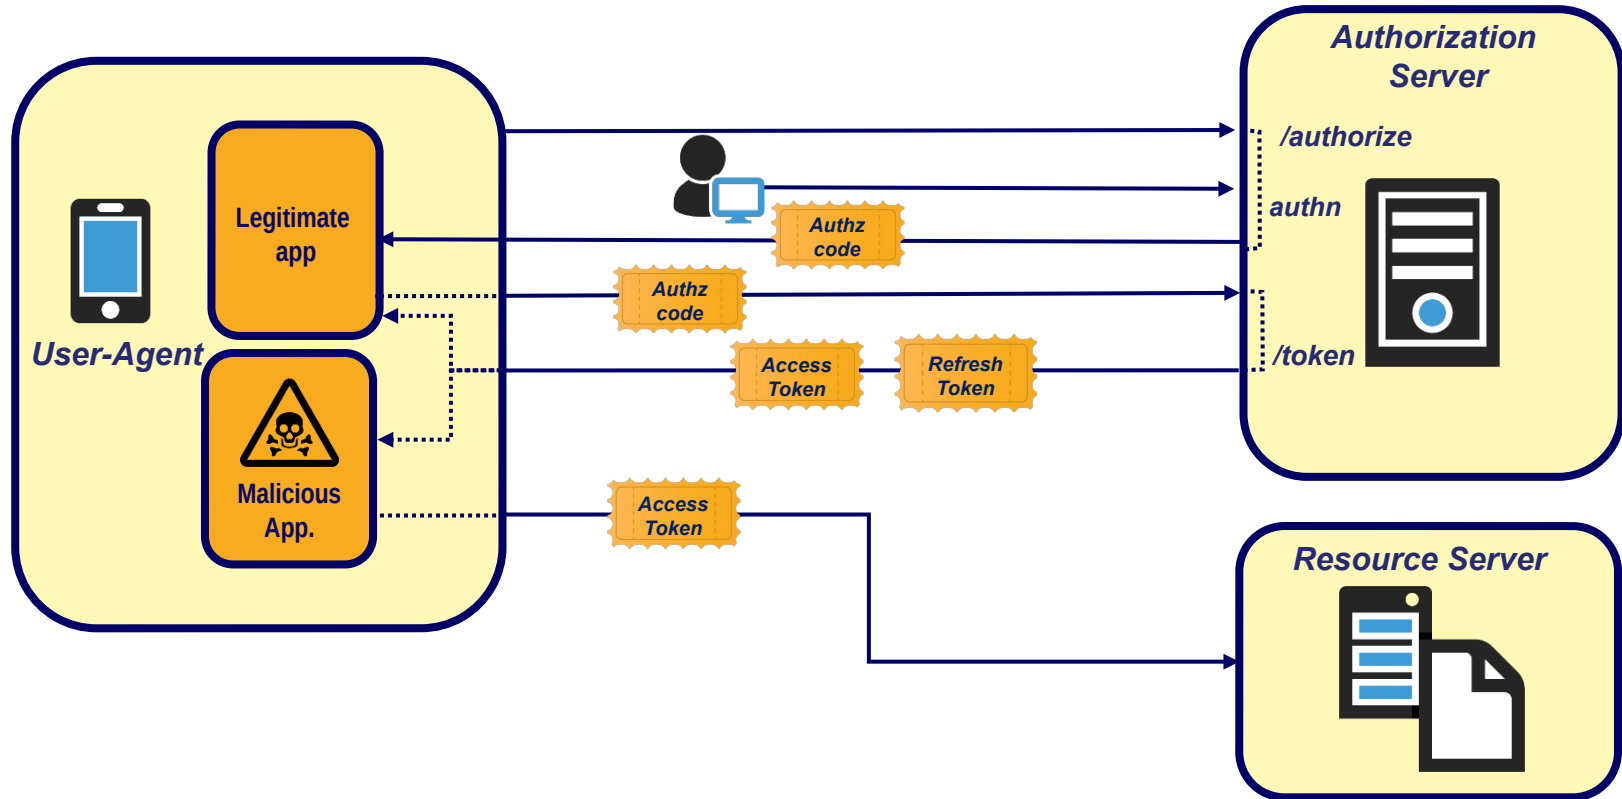 Authorization
Server
/authorize
Legitimate
app
authn
Authz
code
Authz
code
User-Agent
Access
Token
Refresh
Token
/token
Malicious
App.
Access
Token
Resource Server